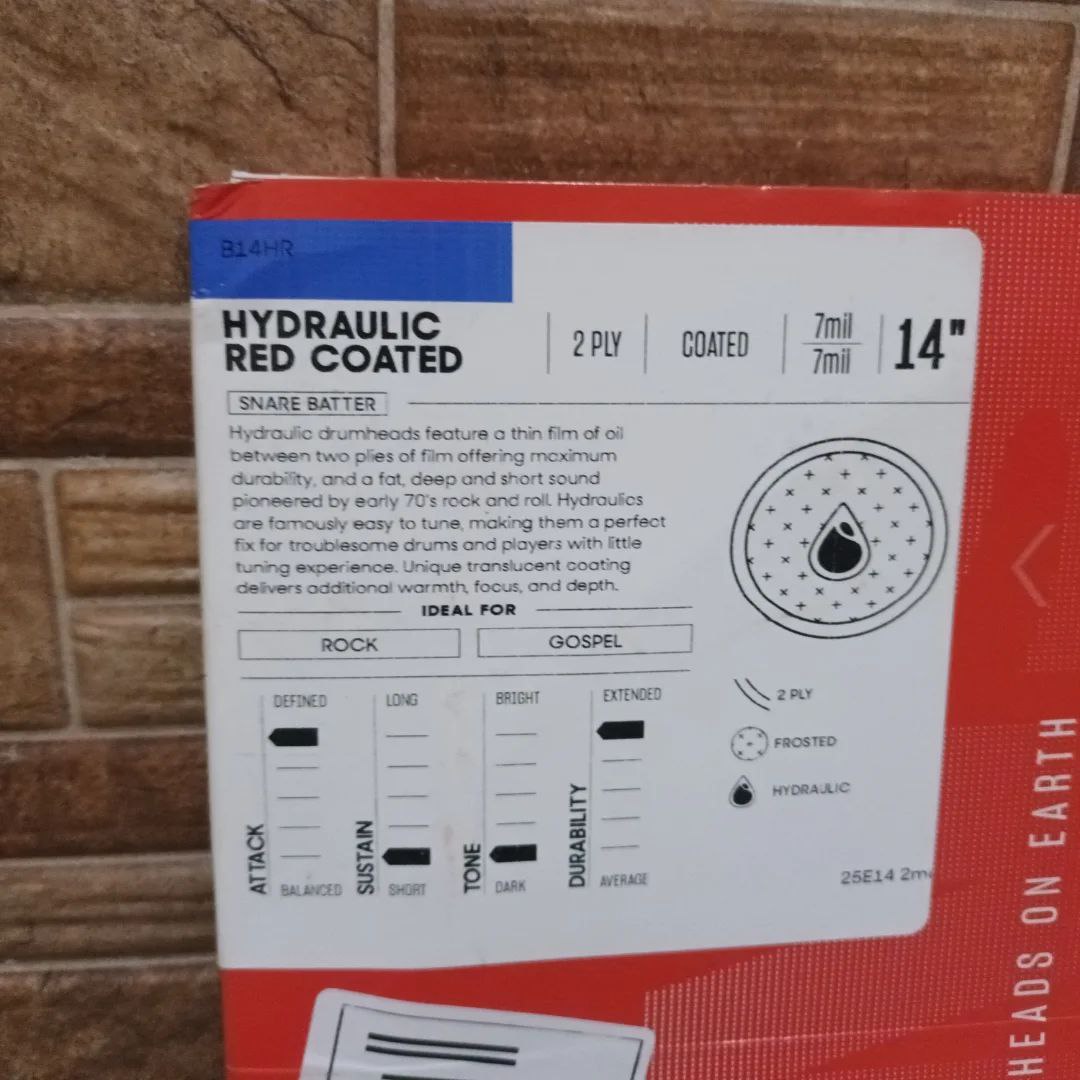 B14HR
HYDRAULIC
RED COATED
2 PLY
COATED
7mil
7mil
14"
SNARE BATTER
Hydraulic drumheads feature a thin film of oil
between two plies of film offering maximum
durability, and a fat, deep and short sound
pioneered by early 70's rock and roll. Hydraulics
are famously easy to tune, making them a perfect
fix for troublesome drums and players with little
tuning experience. Unique translucent coating
delivers additional warmth, focus, and depth.
IDEAL FOR
ROCK
GOSPEL
ATTACK
DEFINED
BALANCED
SUSTAIN
LONG
SHORT
TONE
BRIGHT
DARK
DURABILITY
EXTENDED
AVERAGE
2 PLY
FROSTED
HYDRAULIC
25E14
HEADS ON EARTH